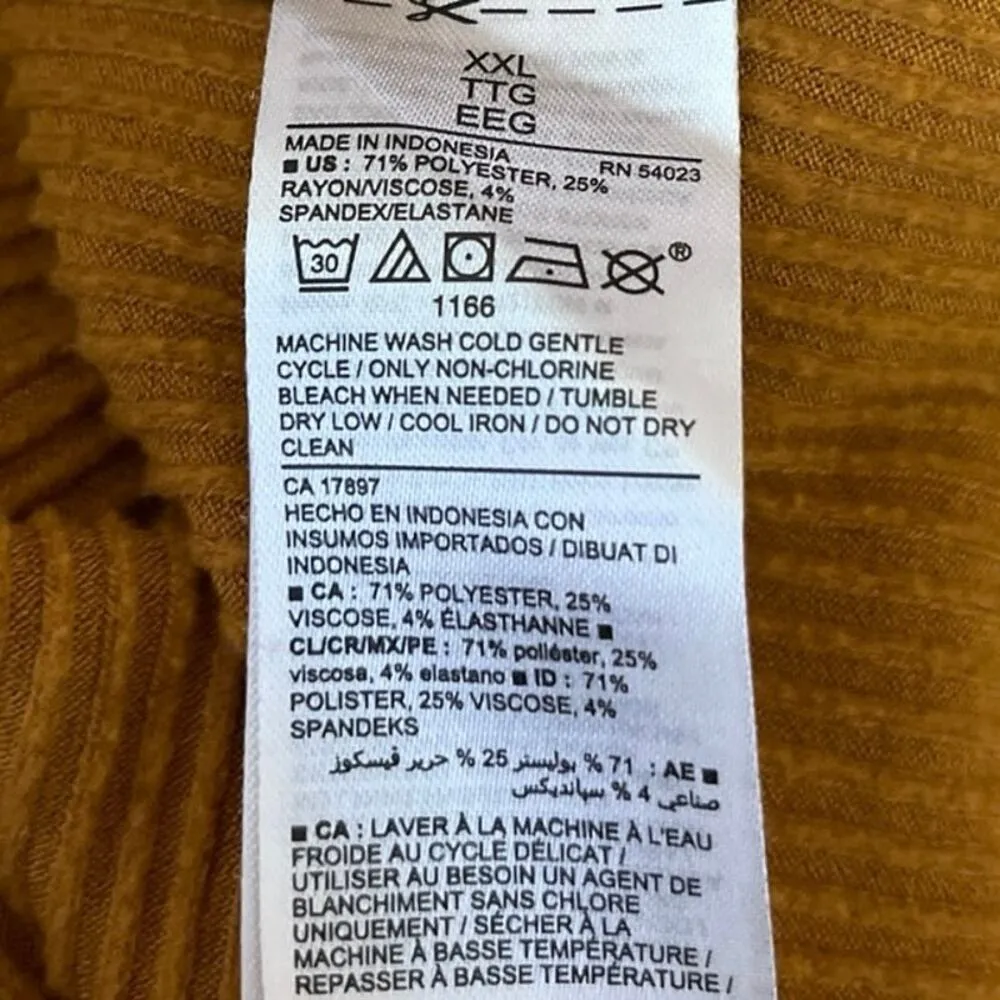 XXL
TTG
EEG
MADE IN INDONESIA
RN 54023
■ US : 71% POLYESTER, 25%
RAYON/VISCOSE, 4%
SPANDEX/ELASTANE
30
®
1166
MACHINE WASH COLD GENTLE
CYCLE / ONLY NON-CHLORINE
BLEACH WHEN NEEDED / TUMBLE
DRY LOW / COOL IRON / DO NOT DRY
CLEAN
CA 17897
HECHO EN INDONESIA CON
INSUMOS IMPORTADOS / DIBUAT DI
INDONESIA
■ CA : 71% POLYESTER, 25%
VISCOSE, 4% ÉLASTHANNE ■
CL/CR/MX/PE : 71% poliéster, 25%
viscosa, 4% elastano ■ ID : 71%
POLISTER, 25% VISCOSE, 4%
SPANDEKS
■ AE : 71 % بوليستر 25 % حرير ڤيسكوز
صناعي 4 % سپانديكس
■ CA : LAVER À LA MACHINE À L'EAU
FROIDE AU CYCLE DÉLICAT /
UTILISER AU BESOIN UN AGENT DE
BLANCHIMENT SANS CHLORE
UNIQUEMENT / SÉCHER À LA
MACHINE À BASSE TEMPÉRATURE /
REPASSER À BASSE TEMPÉRATURE /